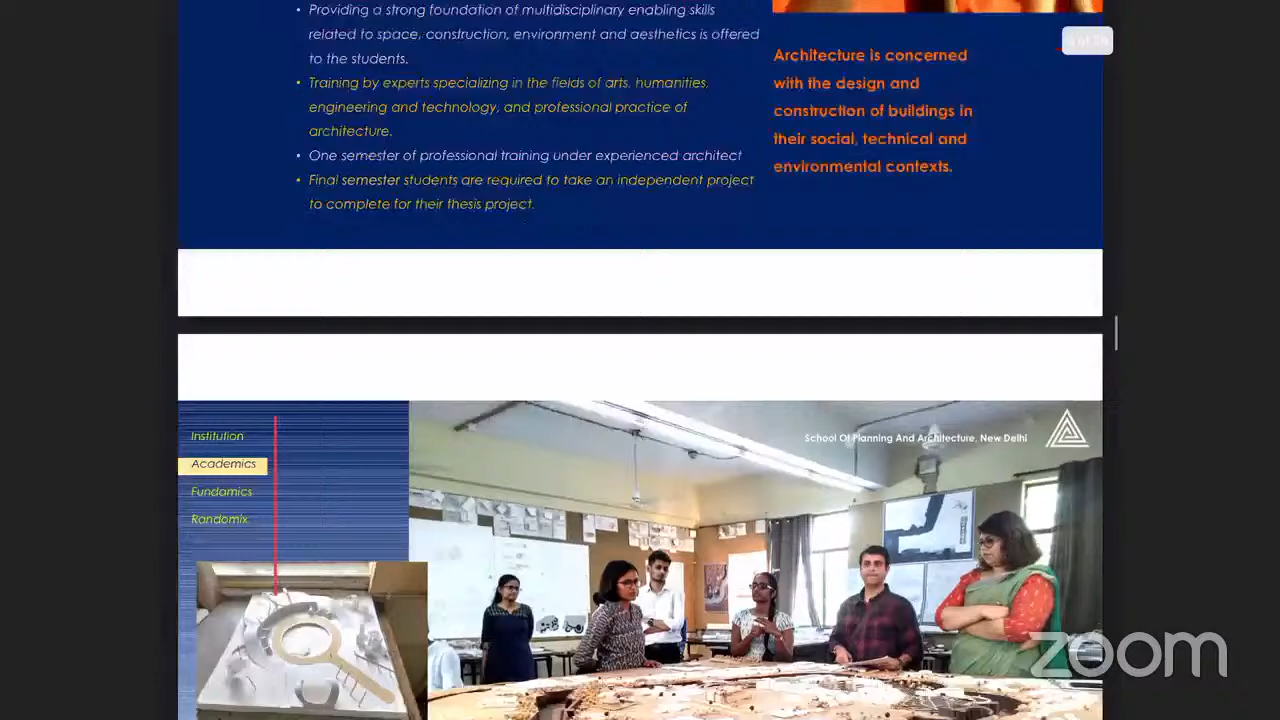 • Providing a strong foundation of multidisciplinary enabling skills
related to space, construction, environment and aesthetics is offered
to the students.
• Training by experts specializing in the fields of arts, humanities,
engineering and technology, and professional practice of
architecture.
• One semester of professional training under experienced architect
• Final semester students are required to take an independent project
to complete for their thesis project.
Architecture is concerned
with the design and
construction of buildings in
their social, technical and
environmental contexts.
Institution
Academics
Fundamics
Randomix
School Of Planning And Architecture, New Delhi
zoom